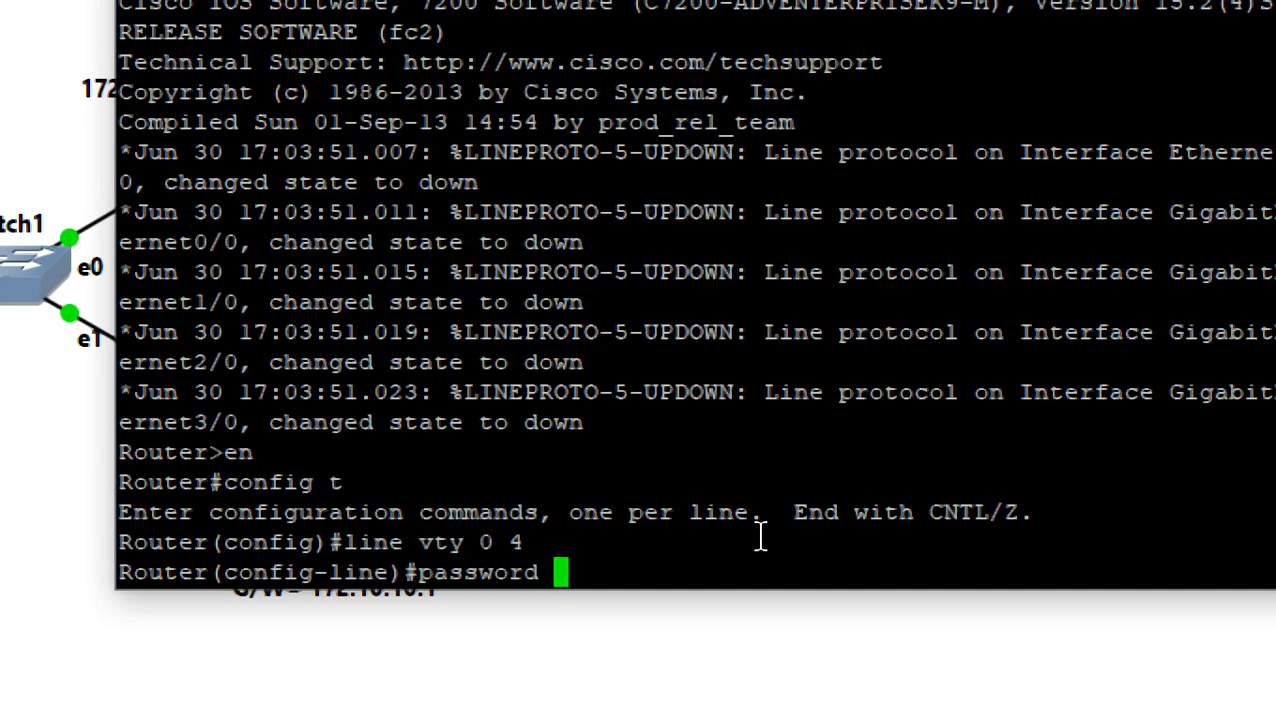 Cisco IOS Software, 7200 Software (C7200-ADVENTERPRISEK9-M), Version 15.2(4)S
RELEASE SOFTWARE (fc2)
Technical Support: http://www.cisco.com/techsupport
172
Copyright (c) 1986-2013 by Cisco Systems, Inc.
Compiled Sun 01-Sep-13 14:54 by prod_rel_team
*Jun 30 17:03:51.007: %LINEPROTO-5-UPDOWN: Line protocol on Interface Etherne
0, changed state to down
*Jun 30 17:03:51.011: %LINEPROTO-5-UPDOWN: Line protocol on Interface Gigabit
tch1
ernet0/0, changed state to down
e0
*Jun 30 17:03:51.015: %LINEPROTO-5-UPDOWN: Line protocol on Interface Gigabit
ernet1/0, changed state to down
*Jun 30 17:03:51.019: %LINEPROTO-5-UPDOWN: Line protocol on Interface Gigabit
e1
ernet2/0, changed state to down
*Jun 30 17:03:51.023: %LINEPROTO-5-UPDOWN: Line protocol on Interface Gigabit
ernet3/0, changed state to down
Router>en
Router#config t
Enter configuration commands, one per line.  End with CNTL/Z.
Router(config)#line vty 0 4
Router(config-line)#password